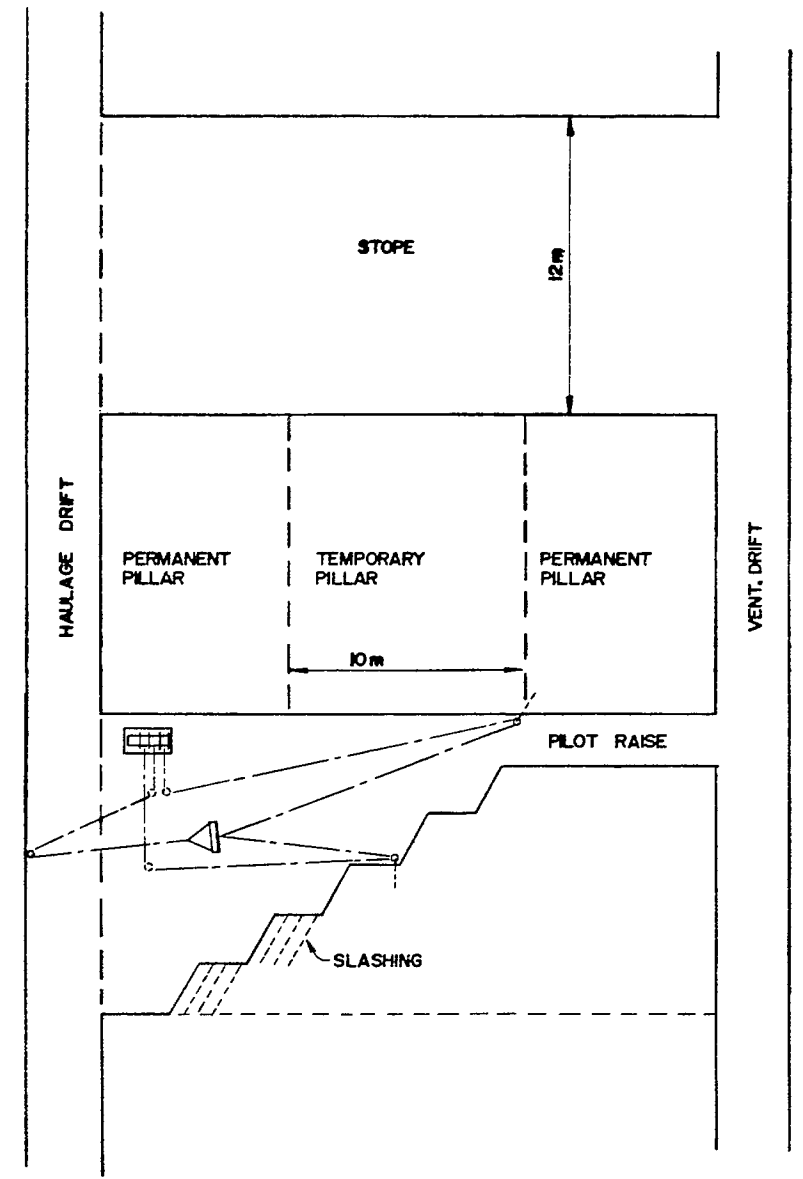 STOPE
12m
HAULAGE DRIFT
PERMANENT
PILLAR
TEMPORARY
PILLAR
PERMANENT
PILLAR
VENT. DRIFT
10m
PILOT RAISE
SLASHING